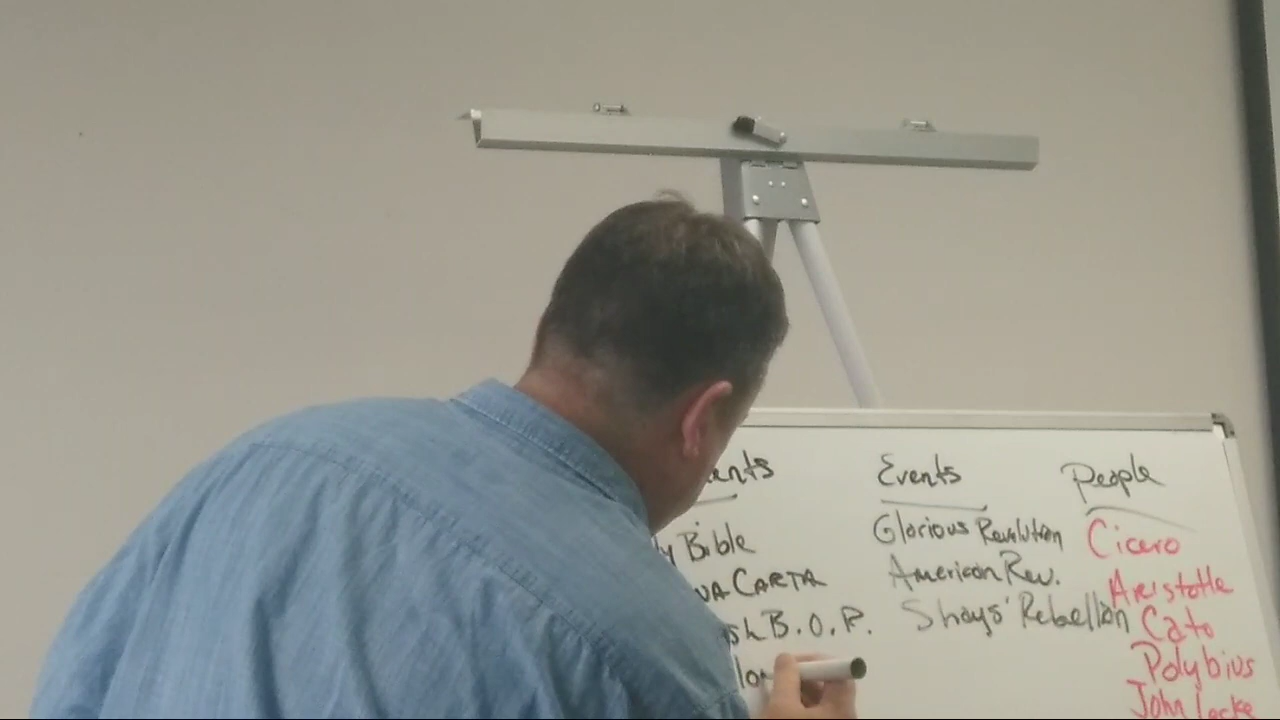 Events
Glorious Revolution
American Rev.
Shays' Rebellion
People
Cicero
Aristotle
Cato
Polybius
John Locke
Bible
CARTA
B.O.P.